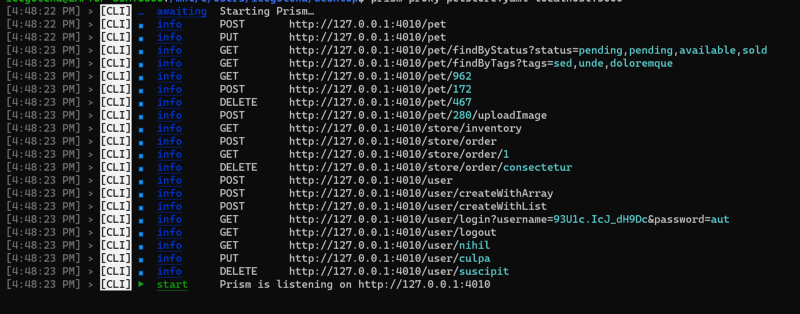 [4:48:22 PM] › [CLI] … awaiting Starting Prism…
[4:48:22 PM] › [CLI] info POST http://127.0.0.1:4010/pet
[4:48:22 PM] › [CLI] info PUT http://127.0.0.1:4010/pet
[4:48:23 PM] › [CLI] info GET http://127.0.0.1:4010/pet/findByStatus?status=pending,pending,available,sold
[4:48:23 PM] › [CLI] info GET http://127.0.0.1:4010/pet/findByTags?tags=sed,unde,doloremque
[4:48:23 PM] › [CLI] info GET http://127.0.0.1:4010/pet/962
[4:48:23 PM] › [CLI] info POST http://127.0.0.1:4010/pet/172
[4:48:23 PM] › [CLI] info DELETE http://127.0.0.1:4010/pet/467
[4:48:23 PM] › [CLI] info POST http://127.0.0.1:4010/pet/280/uploadImage
[4:48:23 PM] › [CLI] info GET http://127.0.0.1:4010/store/inventory
[4:48:23 PM] › [CLI] info POST http://127.0.0.1:4010/store/order
[4:48:23 PM] › [CLI] info GET http://127.0.0.1:4010/store/order/1
[4:48:23 PM] › [CLI] info DELETE http://127.0.0.1:4010/store/order/consectetur
[4:48:23 PM] › [CLI] info POST http://127.0.0.1:4010/user
[4:48:23 PM] › [CLI] info POST http://127.0.0.1:4010/user/createWithArray
[4:48:23 PM] › [CLI] info POST http://127.0.0.1:4010/user/createWithList
[4:48:23 PM] › [CLI] info GET http://127.0.0.1:4010/user/login?username=93U1c.IcJ_dH9Dc&password=aut
[4:48:23 PM] › [CLI] info GET http://127.0.0.1:4010/user/logout
[4:48:23 PM] › [CLI] info GET http://127.0.0.1:4010/user/nihil
[4:48:23 PM] › [CLI] info PUT http://127.0.0.1:4010/user/culpa
[4:48:23 PM] › [CLI] info DELETE http://127.0.0.1:4010/user/suscipit
[4:48:23 PM] › [CLI] ▶ start Prism is listening on http://127.0.0.1:4010